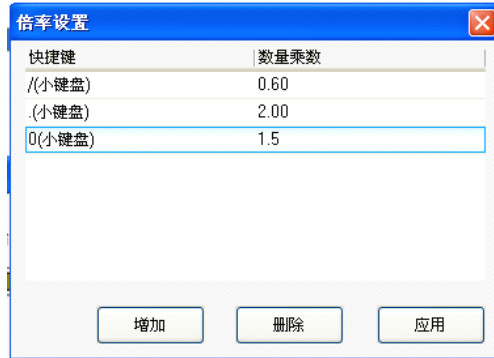 倍率设置
快捷键 数量乘数
/(小键盘) 0.60
.(小键盘) 2.00
0(小键盘) 1.5
增加 删除 应用